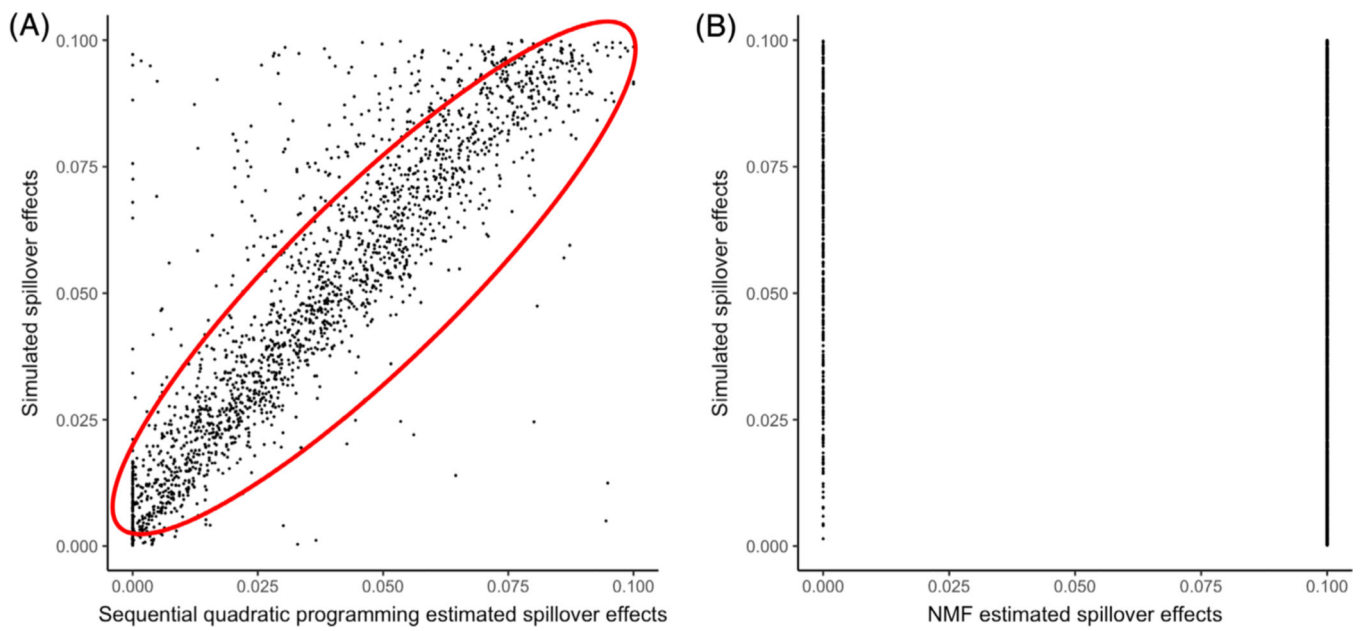 (A)
Simulated spillover effects
0.100
0.075
0.050
0.025
0.000
0.000 0.025 0.050 0.075 0.100
Sequential quadratic programming estimated spillover effects
(B)
Simulated spillover effects
0.100
0.075
0.050
0.025
0.000
0.000 0.025 0.050 0.075 0.100
NMF estimated spillover effects